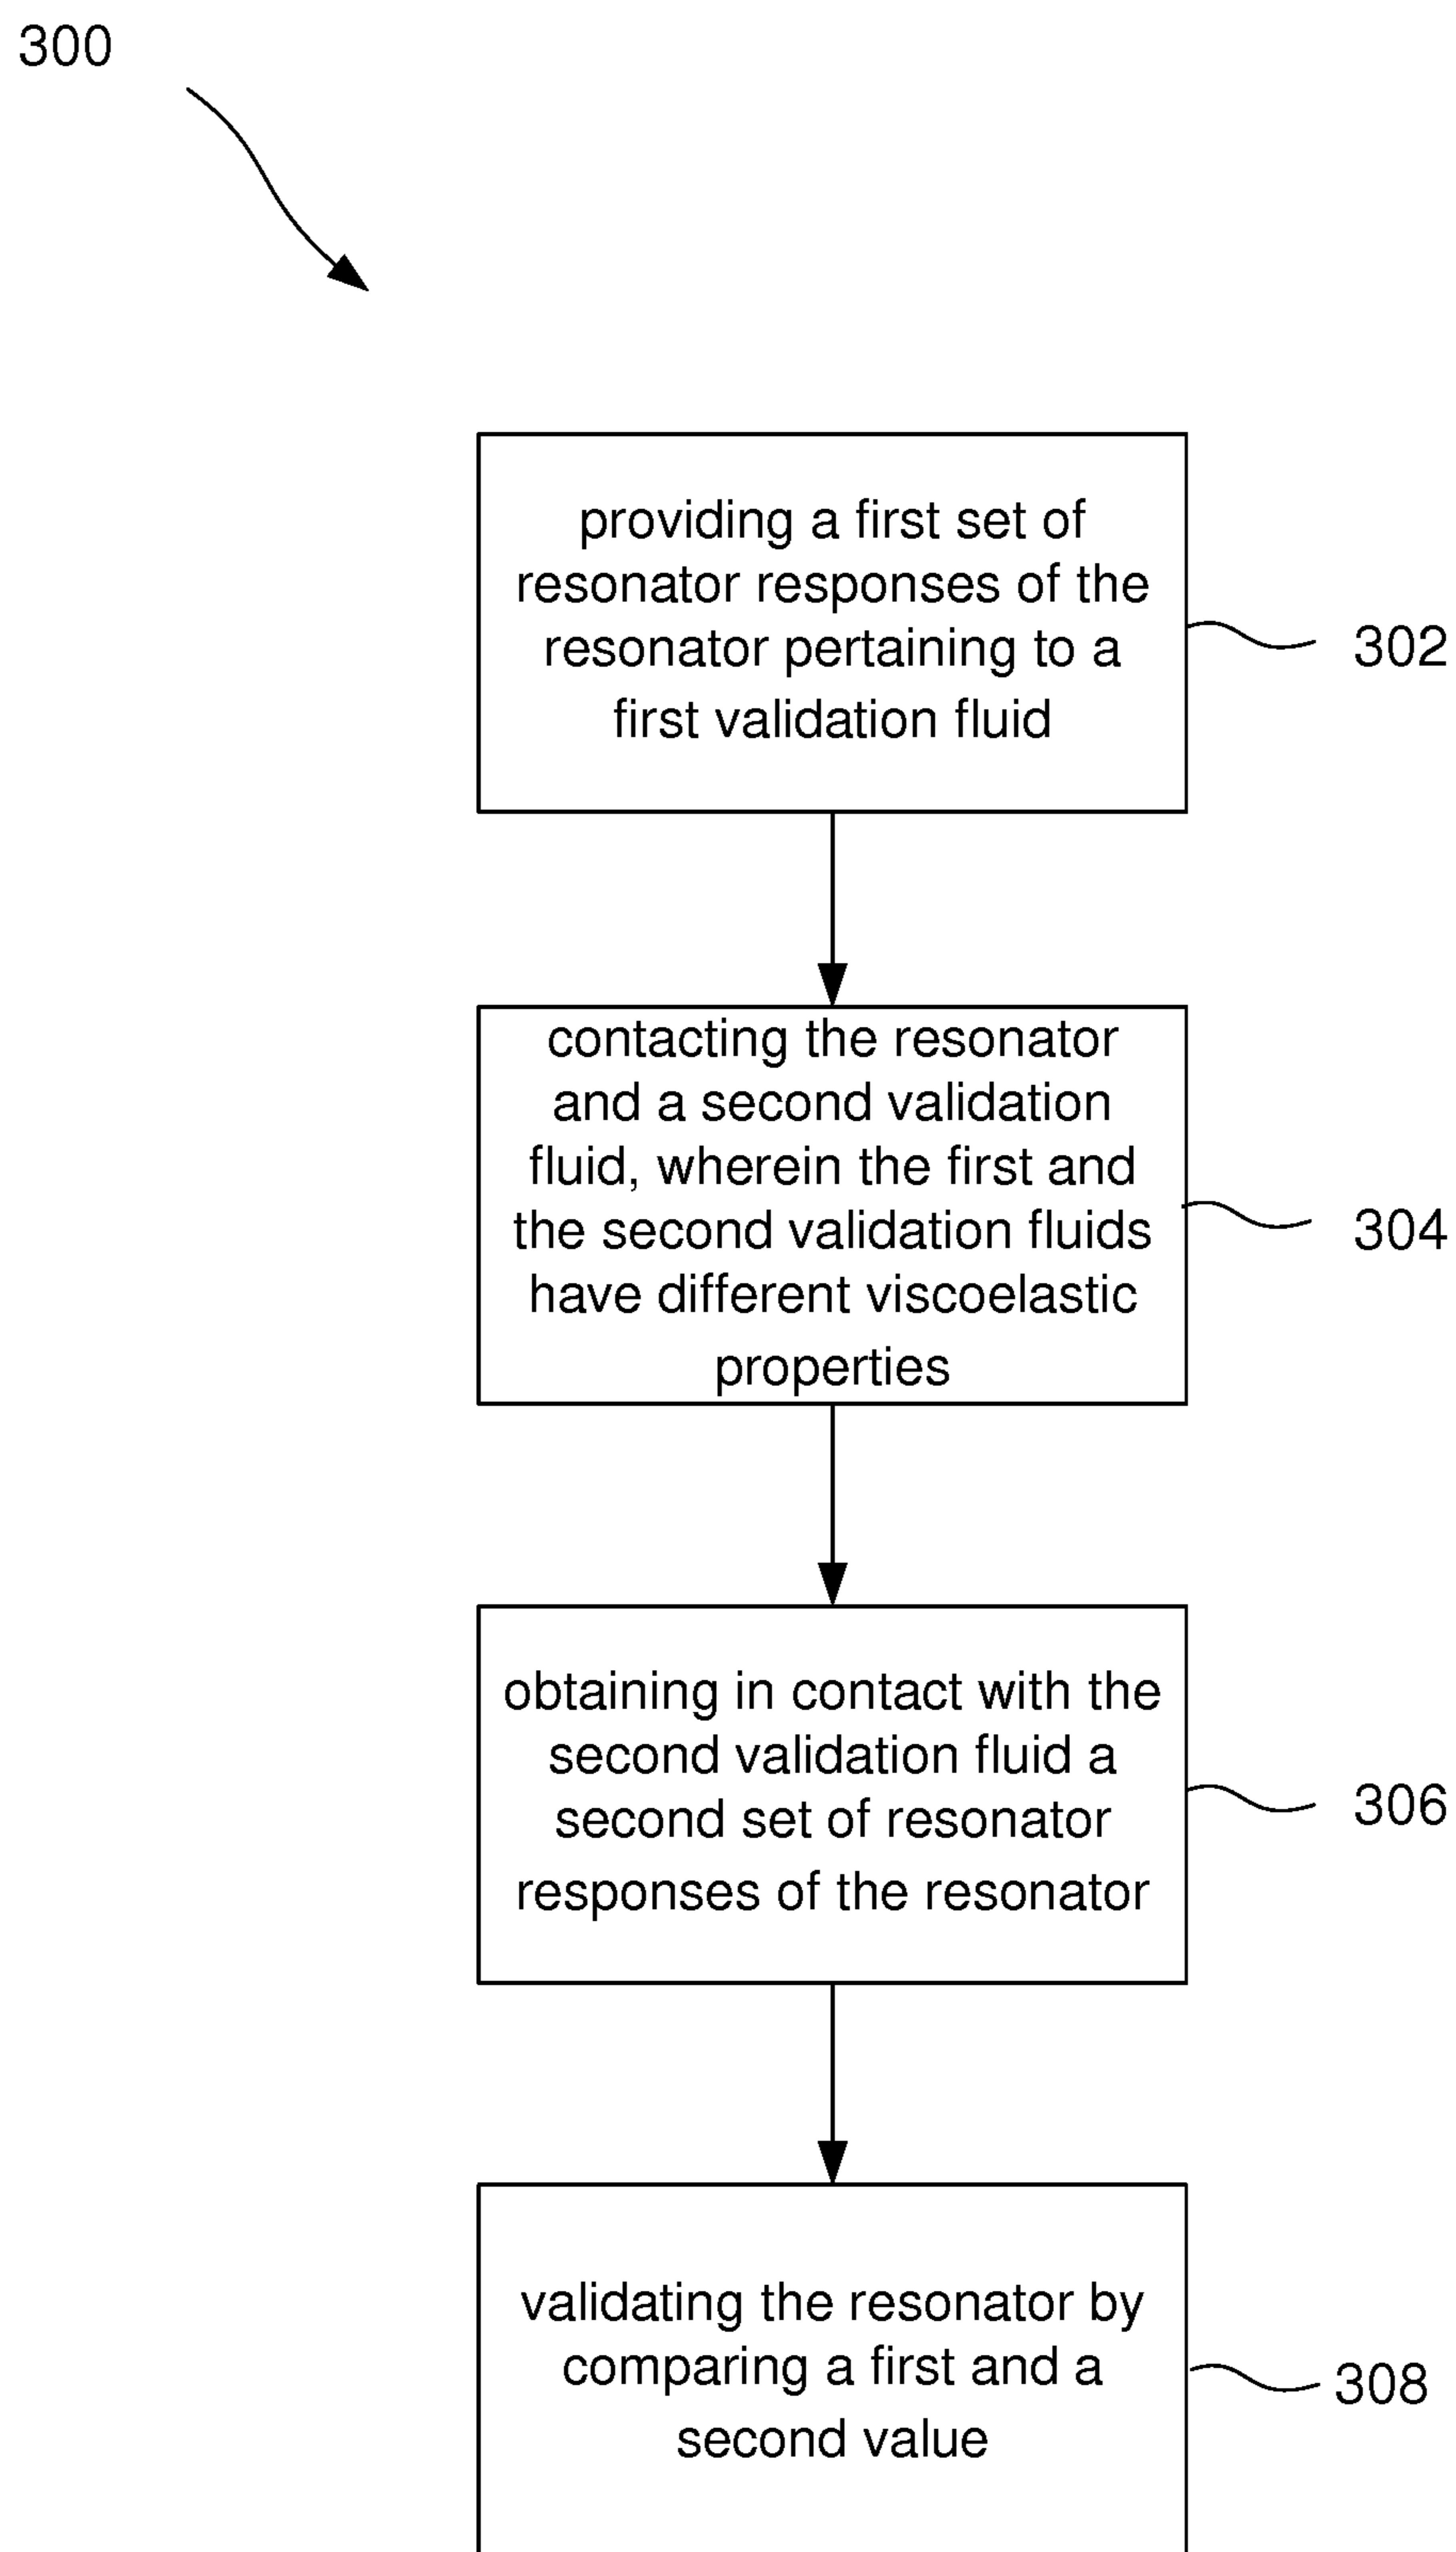 300
providing a first set of
resonator responses of the
resonator pertaining to a
first validation fluid
302
contacting the resonator
and a second validation
fluid, wherein the first and
the second validation fluids
have different viscoelastic
properties
304
obtaining in contact with the
second validation fluid a
second set of resonator
responses of the resonator
306
validating the resonator by
comparing a first and a
second value
308